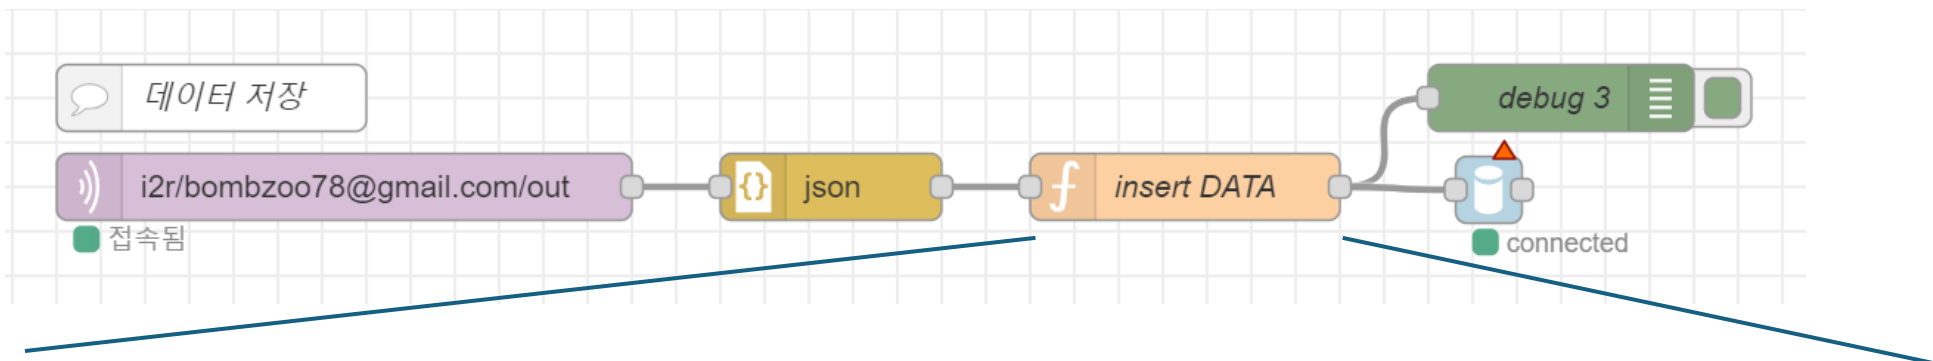 데이터 저장
debug 3
i2r/bombzoo78@gmail.com/out
json
insert DATA
접속됨
connected